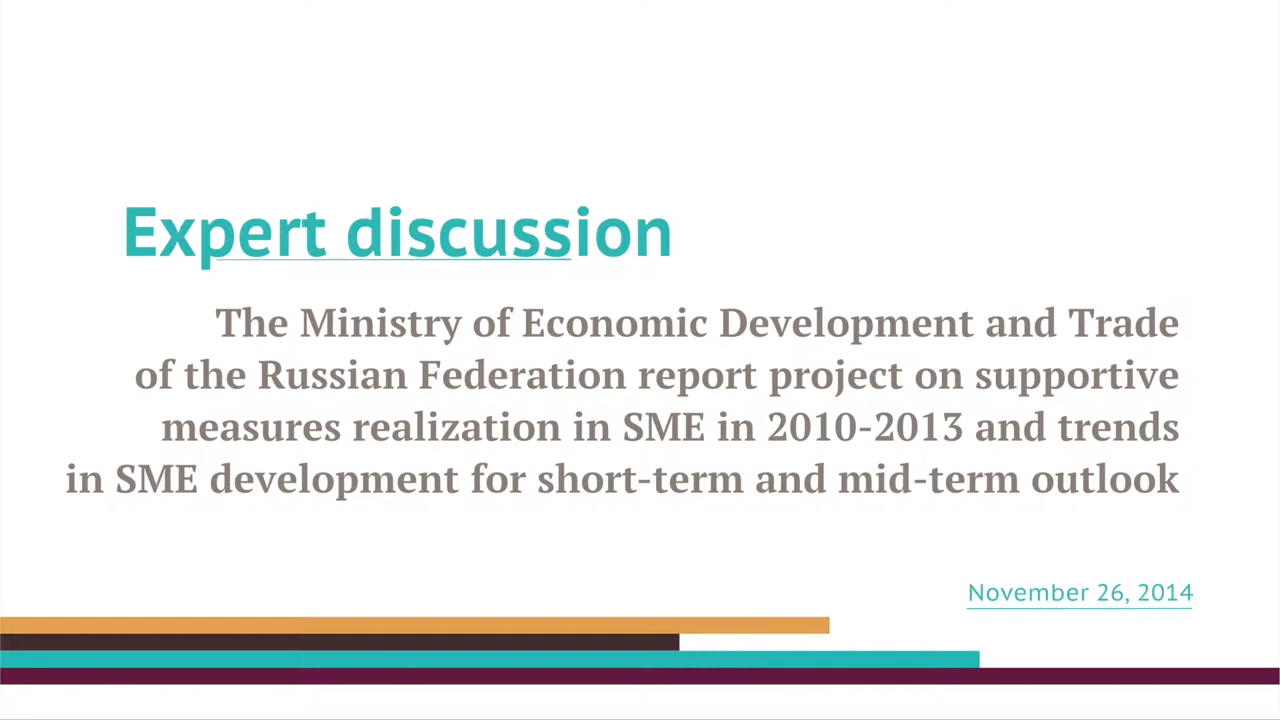 Expert discussion
The Ministry of Economic Development and Trade
of the Russian Federation report project on supportive
measures realization in SME in 2010-2013 and trends
in SME development for short-term and mid-term outlook
November 26, 2014